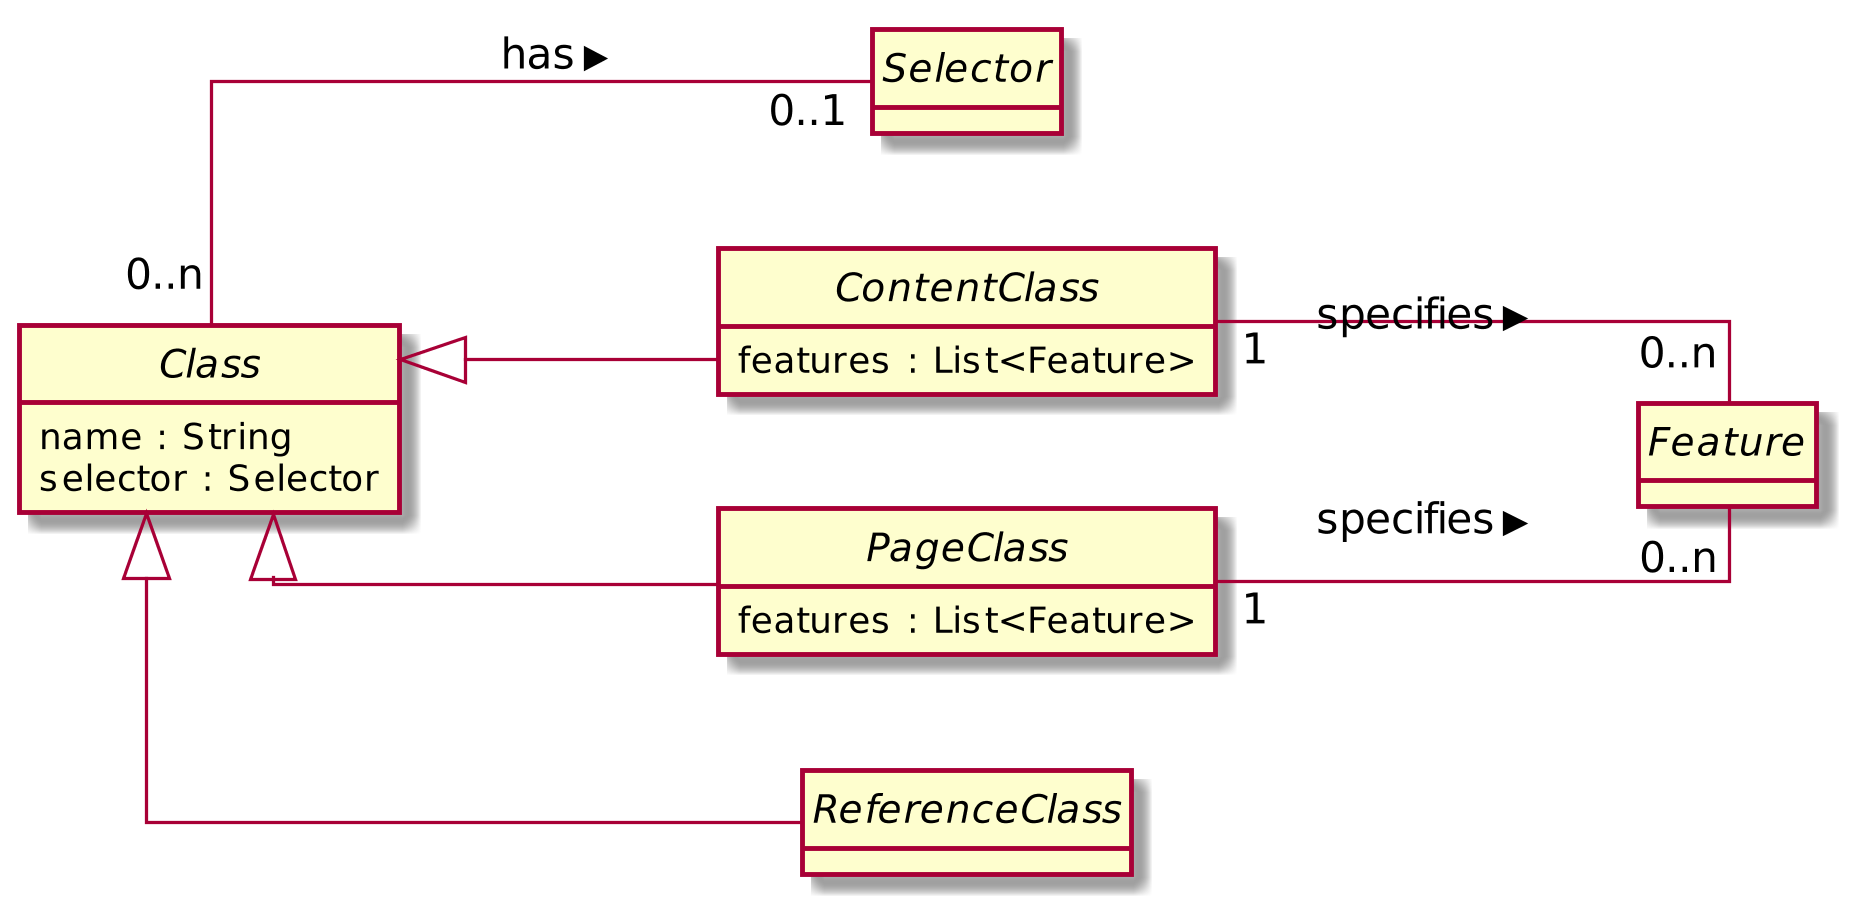 has ▶
Selector
0..1
0..n
Class
name : String
selector : Selector
ContentClass
features : List<Feature>
1
specifies ▶
0..n
Feature
PageClass
features : List<Feature>
1
specifies ▶
0..n
ReferenceClass